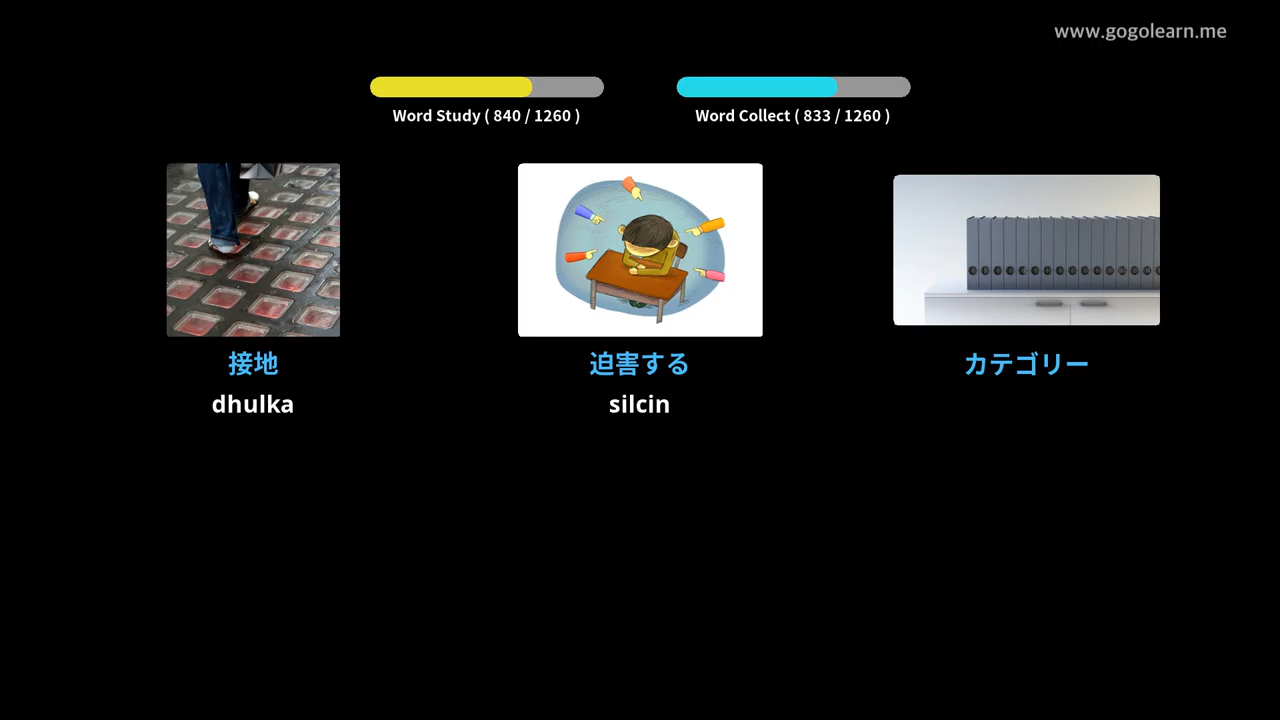 www.gogolearn.me
Word Study ( 840 / 1260 )
Word Collect ( 833 / 1260 )
接地
迫害する
カテゴリー
dhulka
silcin